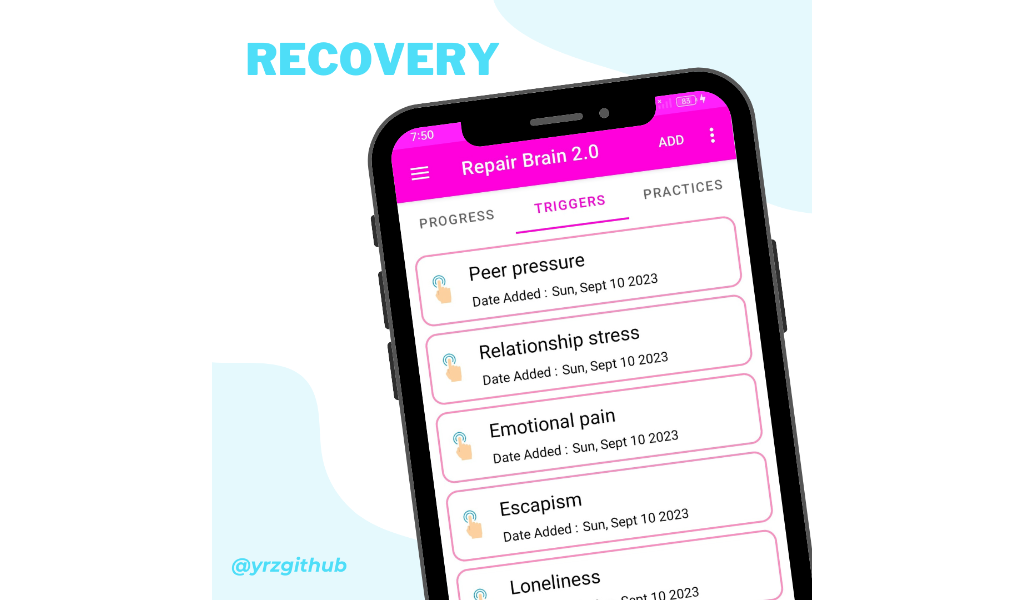 RECOVERY
7:50
85
Repair Brain 2.0
ADD
PROGRESS
TRIGGERS
PRACTICES
Peer pressure
Date Added : Sun, Sept 10 2023
Relationship stress
Date Added : Sun, Sept 10 2023
Emotional pain
Date Added : Sun, Sept 10 2023
Escapism
Date Added : Sun, Sept 10 2023
Loneliness
Sun, Sept 10 2023
@yrzgithub